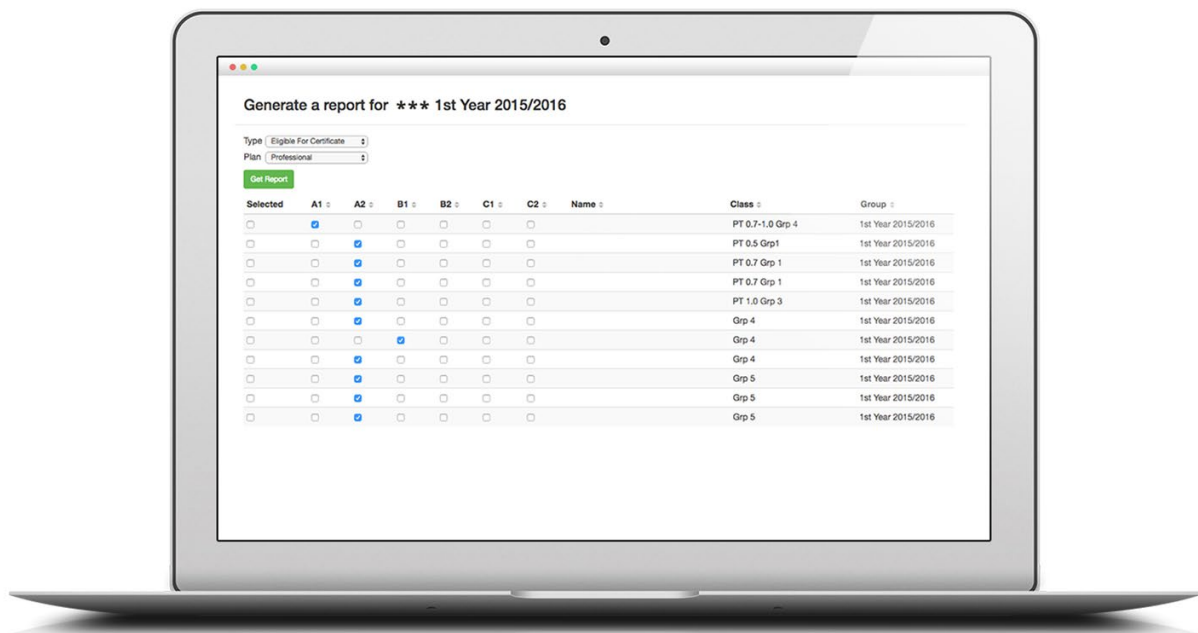 Generate a report for *** 1st Year 2015/2016
Type Eligible For Certificate
Plan Professional
Get Report
Selected A1 A2 B1 B2 C1 C2 Name Class Group
PT 0.7-1.0 Grp 4 1st Year 2015/2016
PT 0.5 Grp1 1st Year 2015/2016
PT 0.7 Grp 1 1st Year 2015/2016
PT 0.7 Grp 1 1st Year 2015/2016
PT 1.0 Grp 3 1st Year 2015/2016
Grp 4 1st Year 2015/2016
Grp 4 1st Year 2015/2016
Grp 4 1st Year 2015/2016
Grp 5 1st Year 2015/2016
Grp 5 1st Year 2015/2016
Grp 5 1st Year 2015/2016